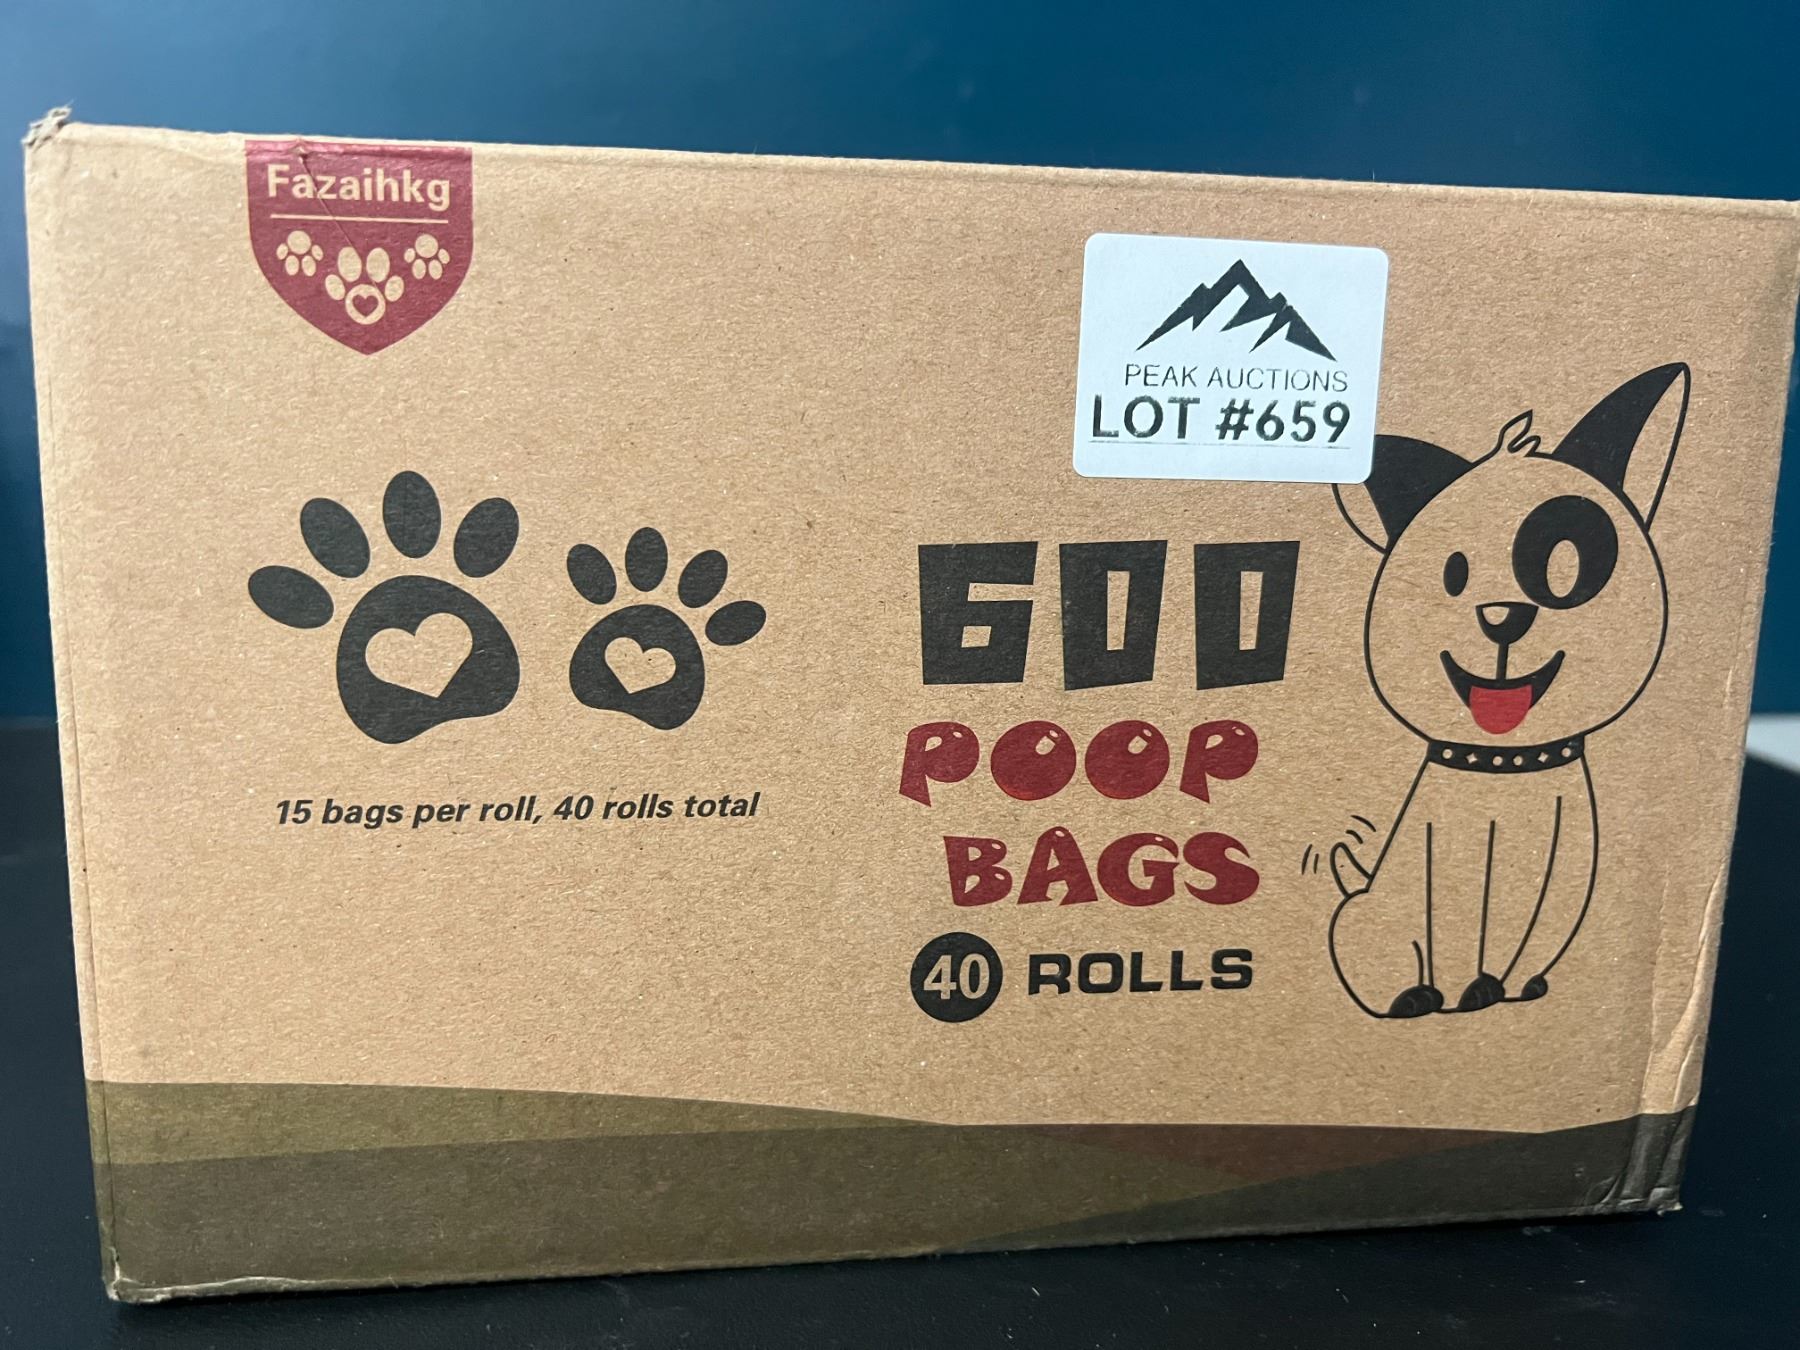 Fazaihkg
PEAK AUCTIONS
LOT #659
600
POOP
BAGS
40 ROLLS
15 bags per roll, 40 rolls total